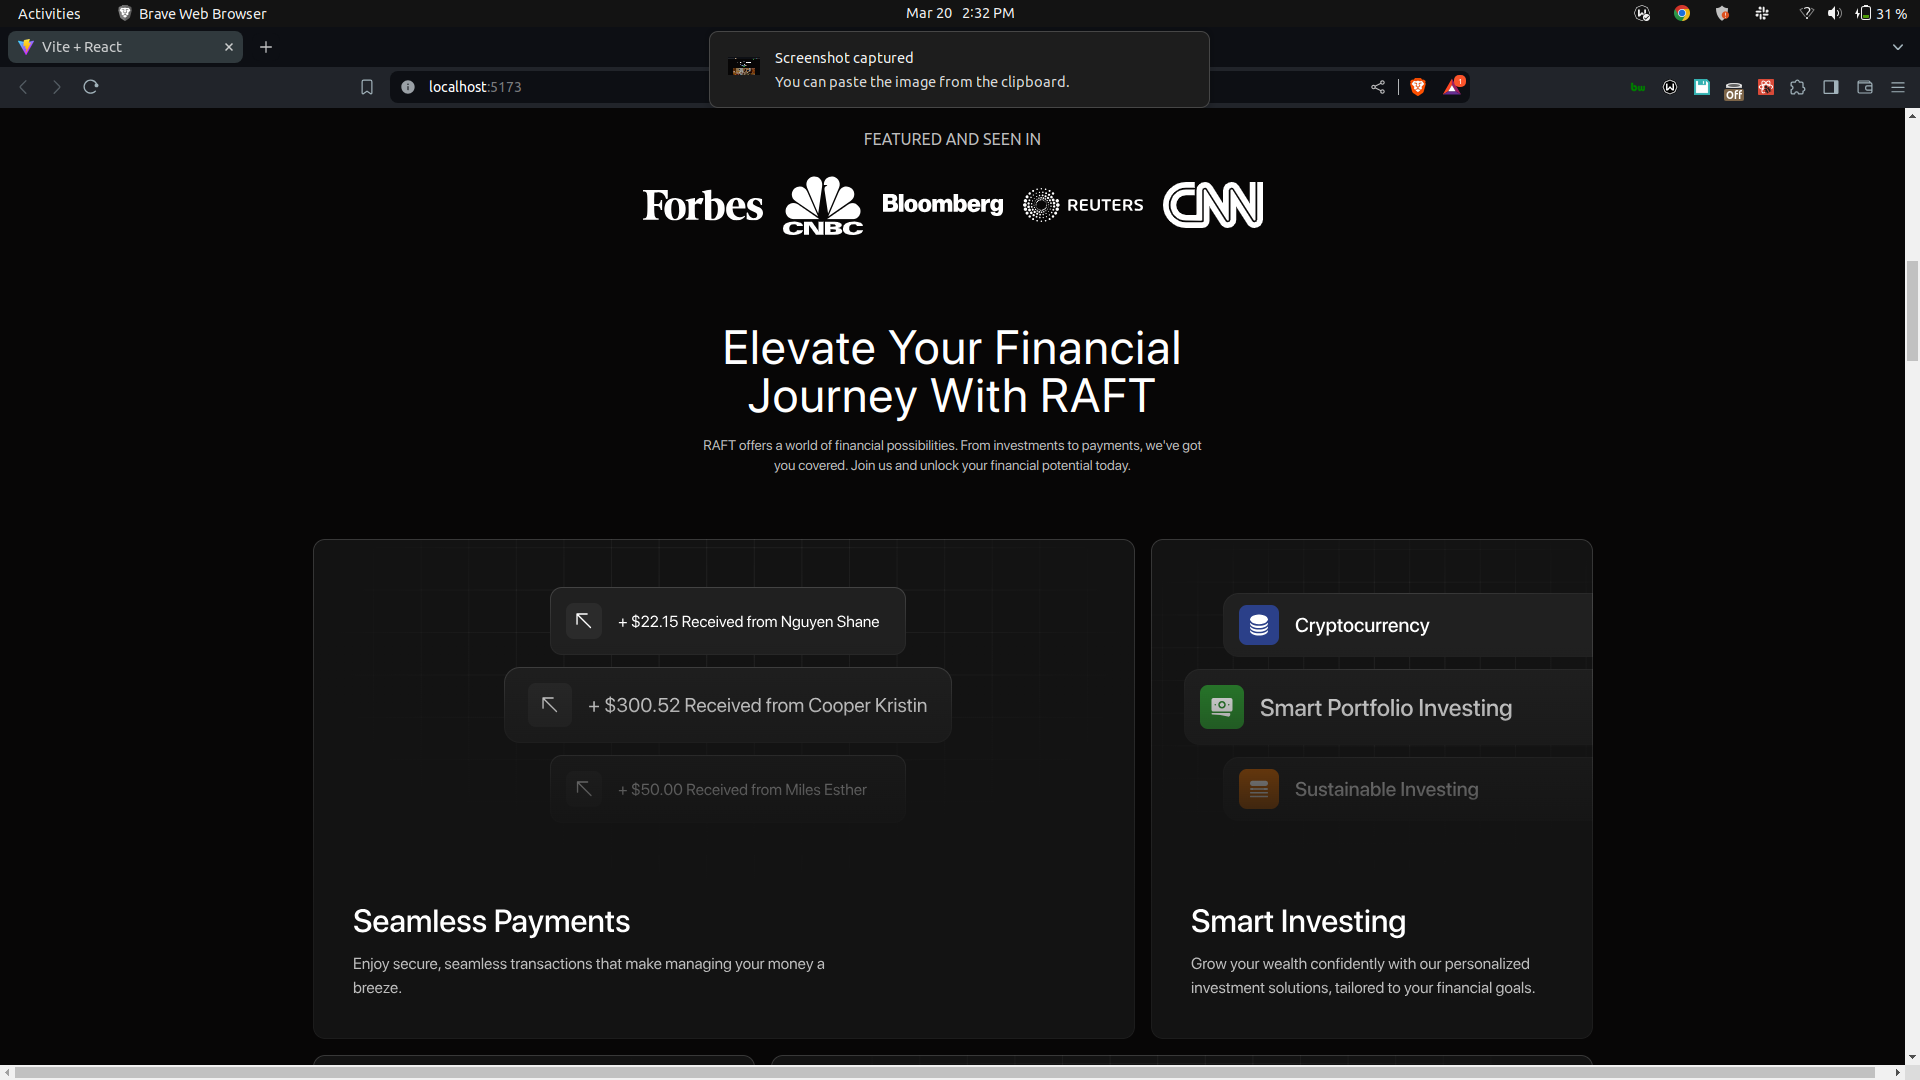 Activities
Brave Web Browser
Mar 20 2:32 PM
31 %
Vite + React
localhost:5173
Screenshot captured
You can paste the image from the clipboard.
1
bw
Off
FEATURED AND SEEN IN
Forbes
CNBC
Bloomberg
REUTERS
CNN
Elevate Your Financial
Journey With RAFT
RAFT offers a world of financial possibilities. From investments to payments, we've got
you covered. Join us and unlock your financial potential today.
+ $22.15 Received from Nguyen Shane
+ $300.52 Received from Cooper Kristin
+ $50.00 Received from Miles Esther
Seamless Payments
Enjoy secure, seamless transactions that make managing your money a
breeze.
Cryptocurrency
Smart Portfolio Investing
Sustainable Investing
Smart Investing
Grow your wealth confidently with our personalized
investment solutions, tailored to your financial goals.